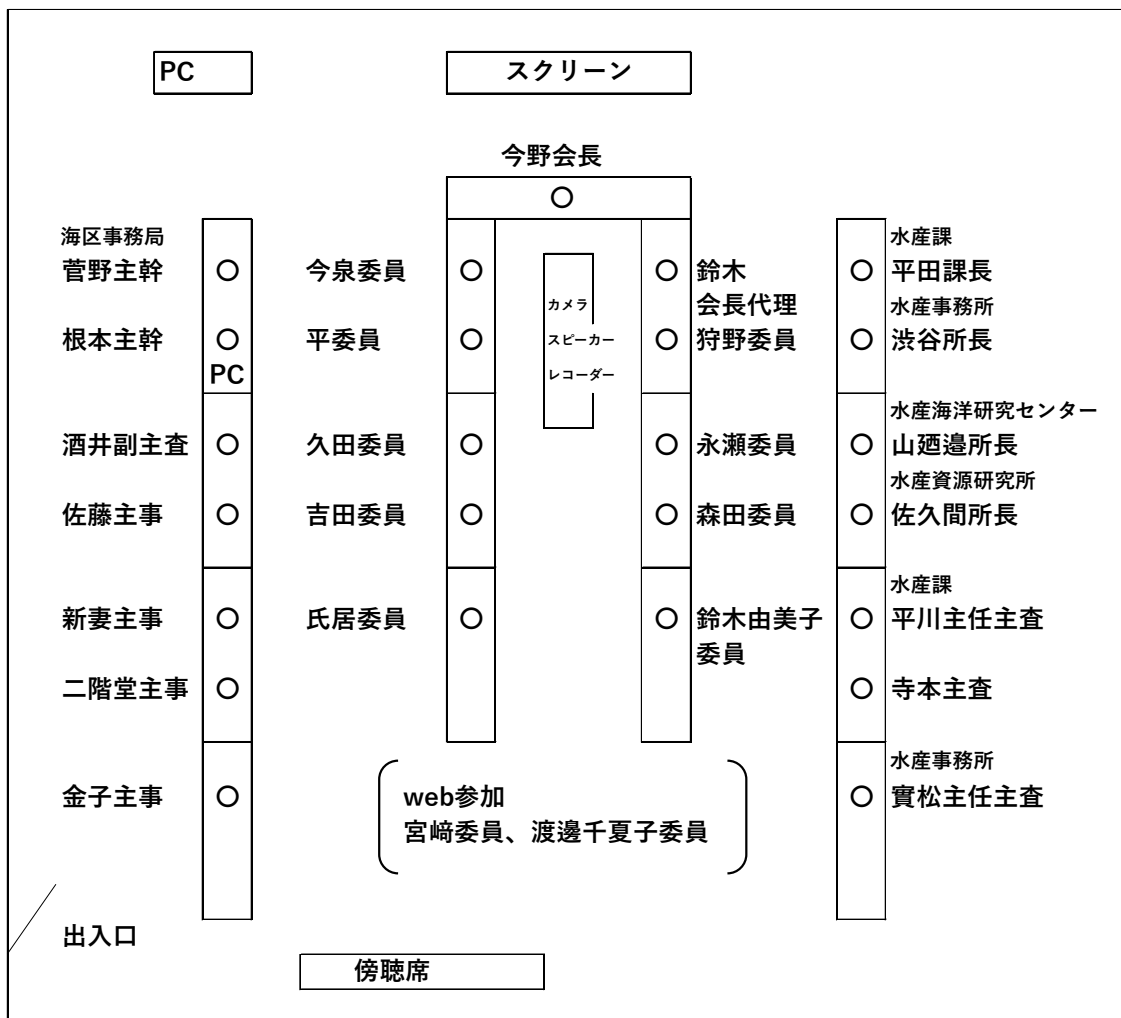 PC
スクリーン
今野会長
海区事務局
菅野主幹
今泉委員
カメラ
スピーカー
レコーダー
鈴木
会長代理
水産課
平田課長
根本主幹
PC
平委員
狩野委員
水産事務所
渋谷所長
酒井副主査
久田委員
永瀬委員
水産海洋研究センター
山廼邉所長
佐藤主事
吉田委員
森田委員
水産資源研究所
佐久間所長
新妻主事
氏居委員
鈴木由美子
委員
水産課
平川主任主査
二階堂主事
寺本主査
金子主事
web参加
宮﨑委員、渡邊千夏子委員
水産事務所
實松主任主査
出入口
傍聴席